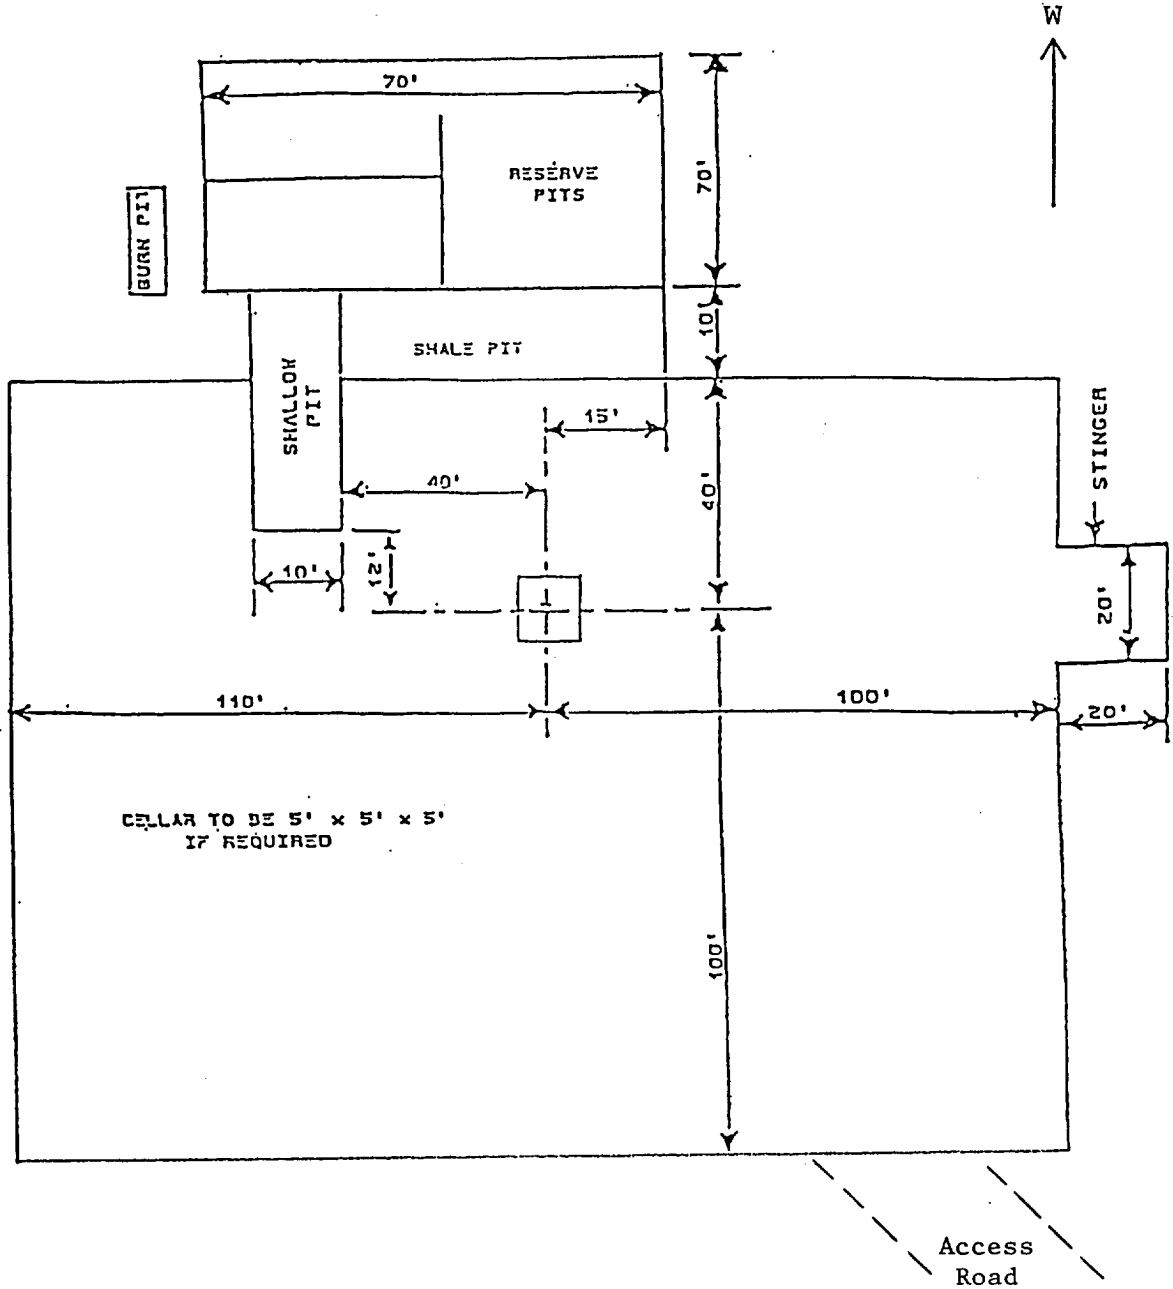 W
70'
RESERVE
PITS
70'
BURN PIT
10'
SHALE PIT
SHALLOW
PIT
15'
STINGER
40'
40'
10'
12'
20'
110'
100'
20'
CELLAR TO BE 5' x 5' x 5'
IF REQUIRED
100'
Access
Road